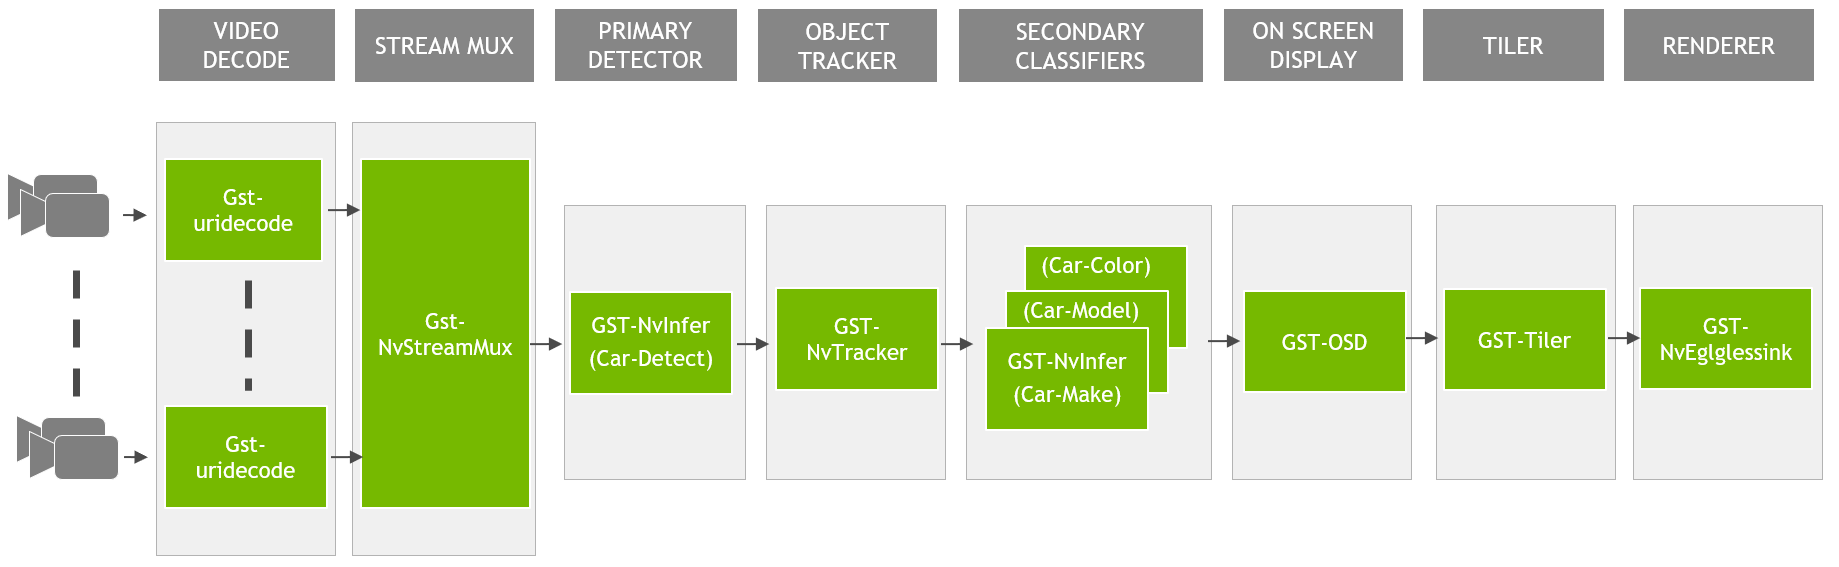 VIDEO
DECODE
STREAM MUX
PRIMARY
DETECTOR
OBJECT
TRACKER
SECONDARY
CLASSIFIERS
ON SCREEN
DISPLAY
TILER
RENDERER
Gst-
uridecode
Gst-
uridecode
Gst-
NvStreamMux
GST-NvInfer
(Car-Detect)
GST-
NvTracker
(Car-Color)
(Car-Model)
GST-NvInfer
(Car-Make)
GST-OSD
GST-Tiler
GST-
NvEglglessink